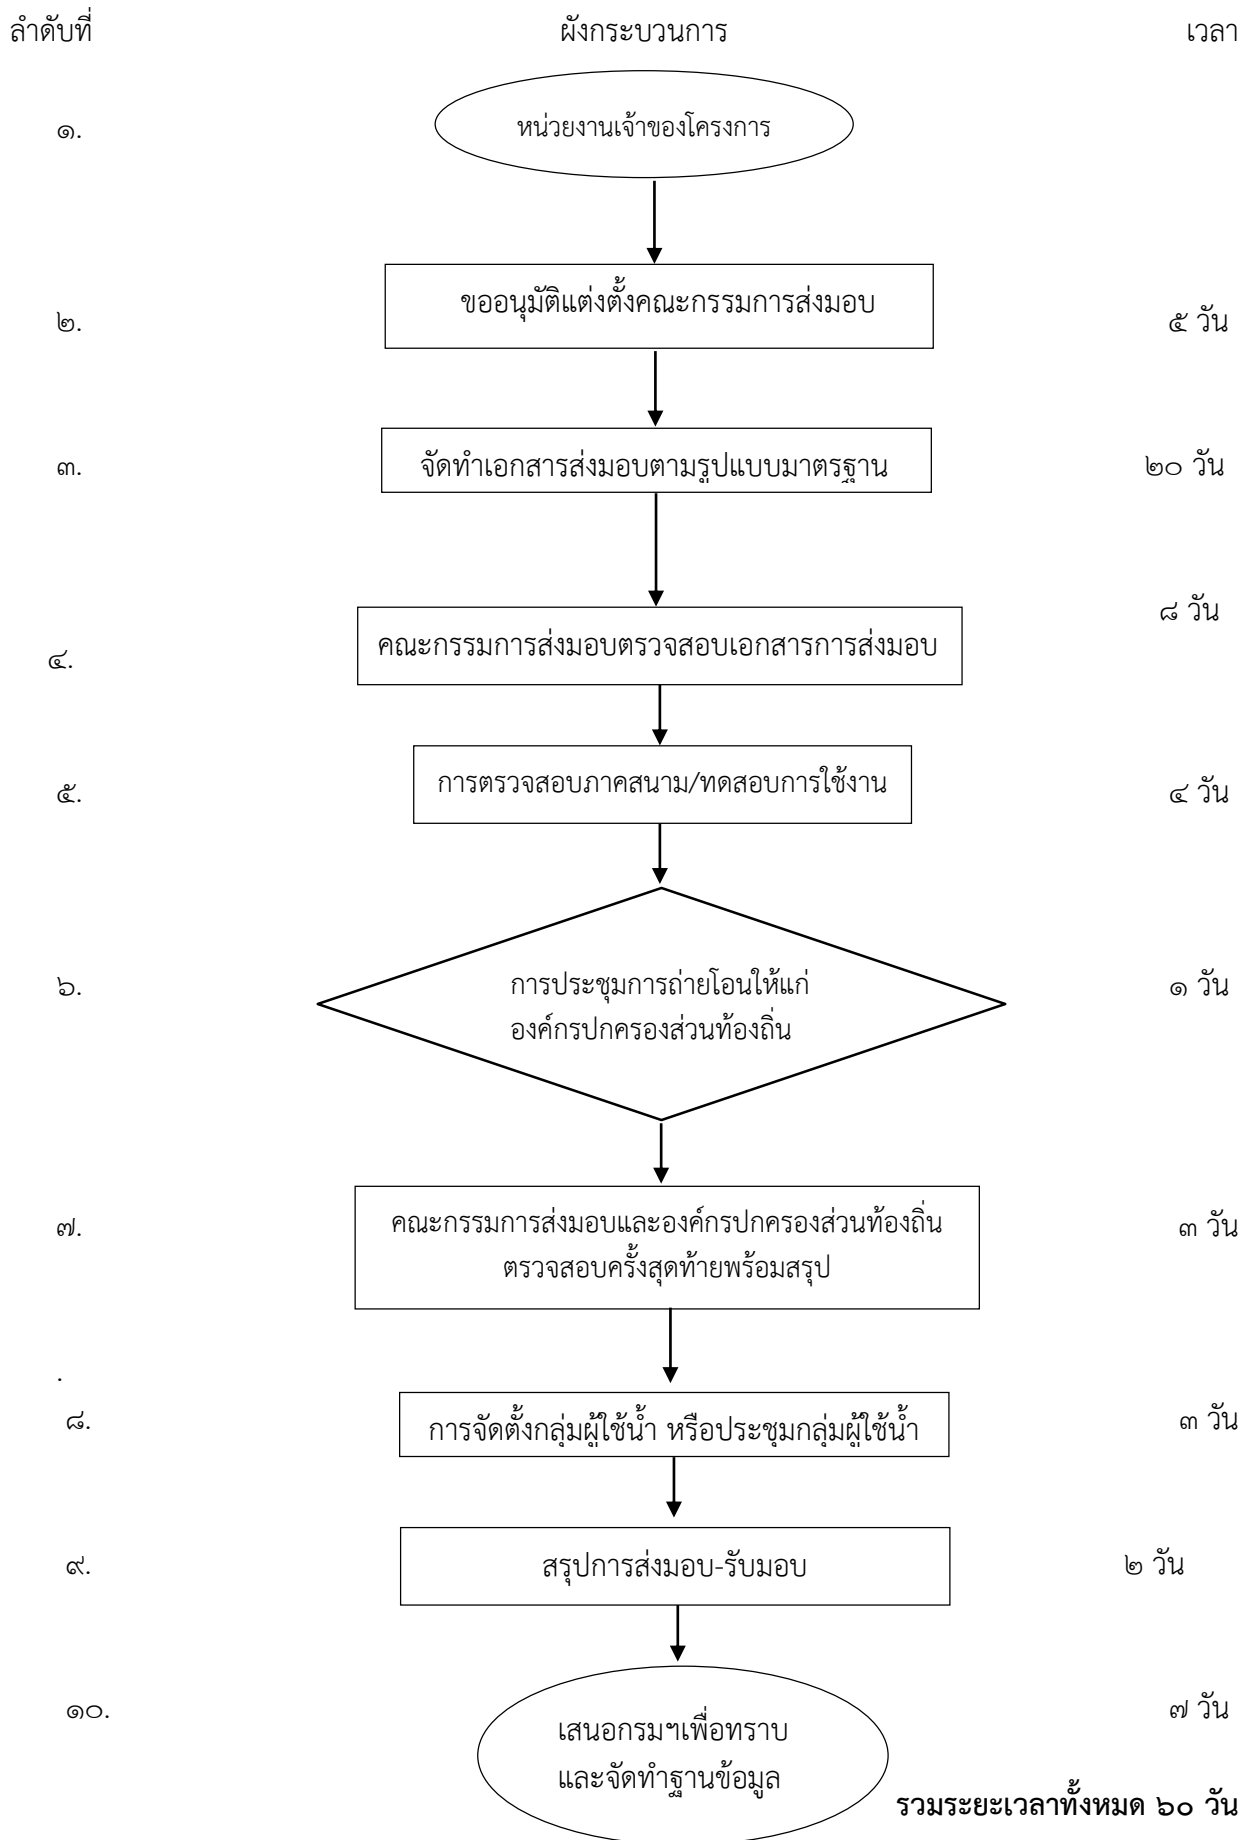 ลำดับที่ ผังกระบวนการ เวลา
๑. หน่วยงานเจ้าของโครงการ
๒. ขออนุมัติแต่งตั้งคณะกรรมการส่งมอบ ๕ วัน
๓. จัดทำเอกสารส่งมอบตามรูปแบบมาตรฐาน ๒๐ วัน
๘ วัน
๔. คณะกรรมการส่งมอบตรวจสอบเอกสารการส่งมอบ
๕. การตรวจสอบภาคสนาม/ทดสอบการใช้งาน ๔ วัน
๖. การประชุมการถ่ายโอนให้แก่ ๑ วัน
องค์กรปกครองส่วนท้องถิ่น
๗. คณะกรรมการส่งมอบและองค์กรปกครองส่วนท้องถิ่น ๓ วัน
ตรวจสอบครั้งสุดท้ายพร้อมสรุป
.
๘. การจัดตั้งกลุ่มผู้ใช้น้ำ หรือประชุมกลุ่มผู้ใช้น้ำ ๓ วัน
๙. สรุปการส่งมอบ-รับมอบ ๒ วัน
๑๐. เสนอกรมฯเพื่อทราบ ๗ วัน
และจัดทำฐานข้อมูล
รวมระยะเวลาทั้งหมด ๖๐ วัน